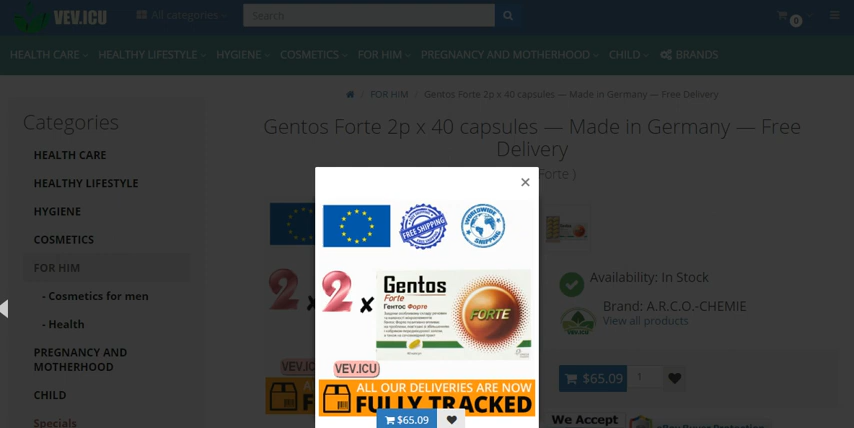 VEV.ICU
All categories
Search
0
HEALTH CARE
HEALTHY LIFESTYLE
HYGIENE
COSMETICS
FOR HIM
PREGNANCY AND MOTHERHOOD
CHILD
BRANDS
/ FOR HIM / Gentos Forte 2p x 40 capsules — Made in Germany — Free Delivery
Categories
HEALTH CARE
HEALTHY LIFESTYLE
HYGIENE
COSMETICS
FOR HIM
- Cosmetics for men
- Health
PREGNANCY AND
MOTHERHOOD
CHILD
Specials
Gentos Forte 2p x 40 capsules — Made in Germany — Free
Delivery
Forte )
×
FREE SHIPPING
WORLDWIDE
SHIPPING
2 x
Gentos
Forte
Гентос Форте
FORTE
VEV.ICU
ALL OUR DELIVERIES ARE NOW
FULLY TRACKED
$65.09
Availability: In Stock
Brand: A.R.C.O.-CHEMIE
View all products
$65.09
1
We Accept